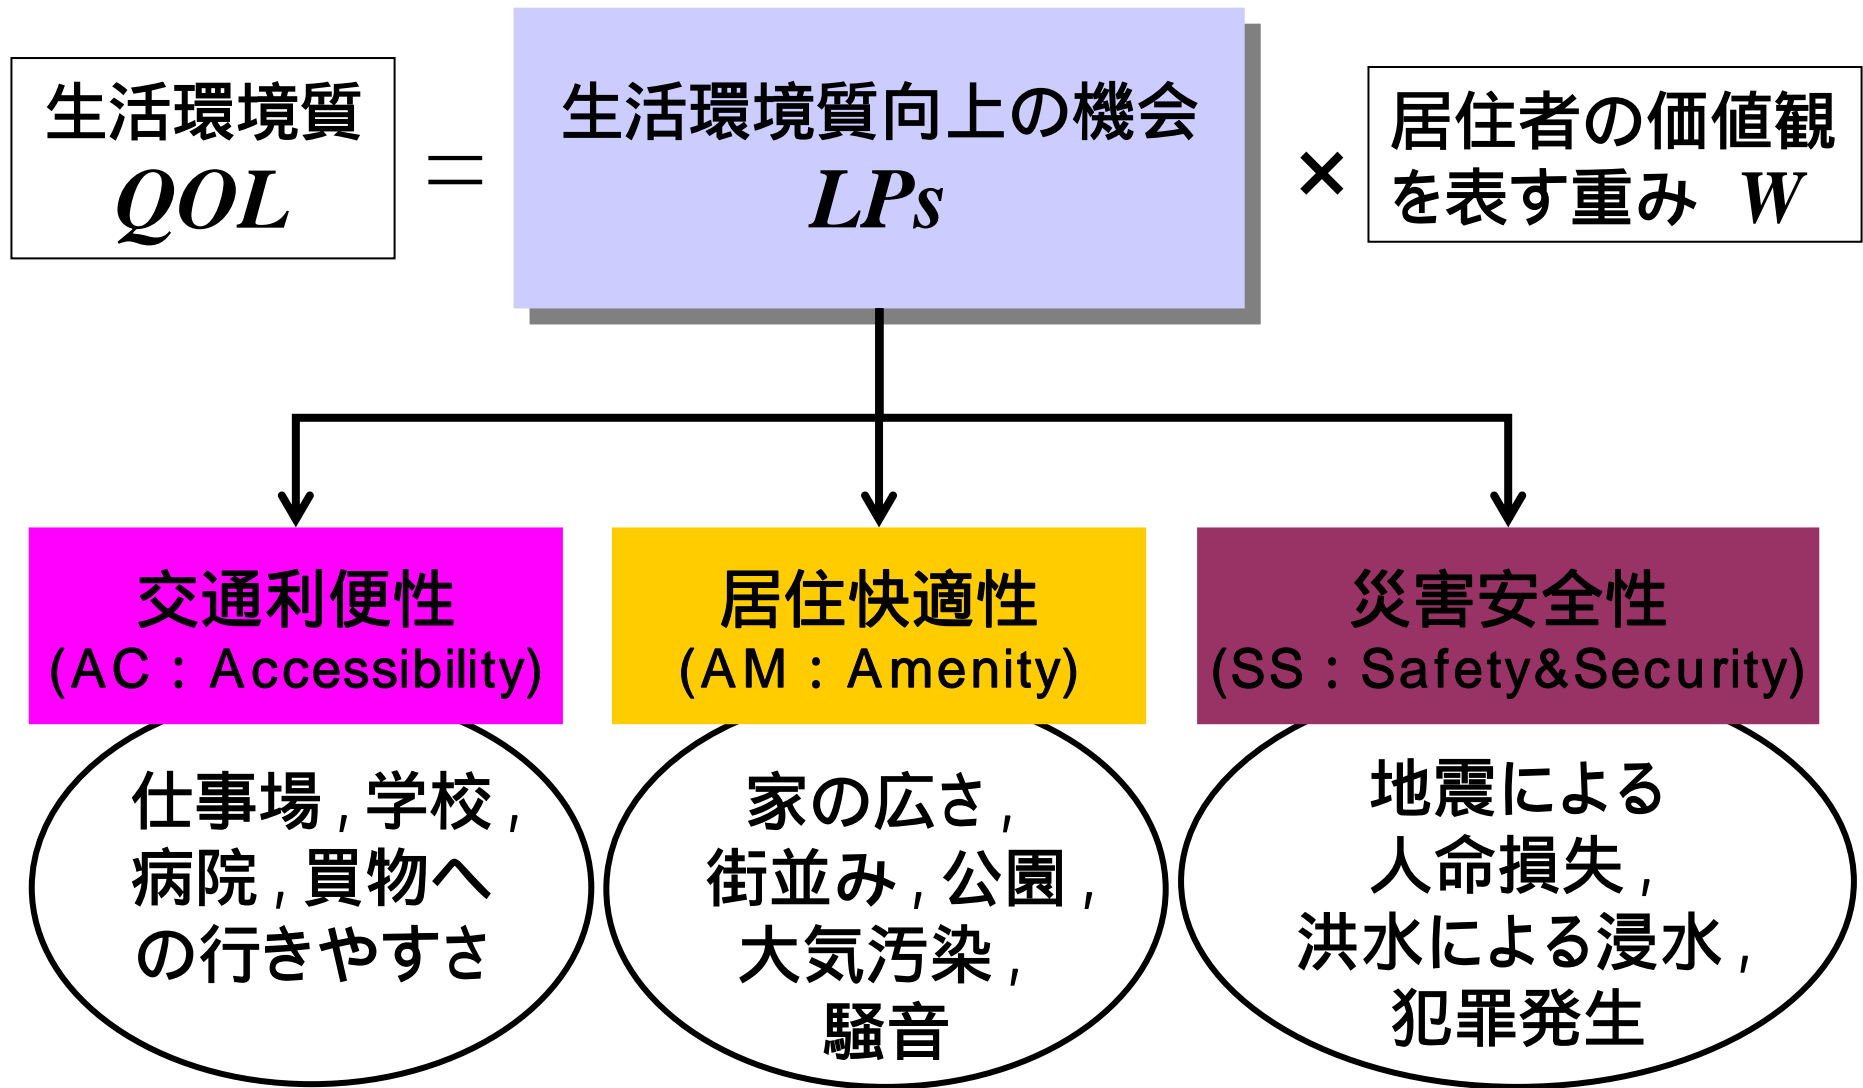 生活環境質
QOL
=
生活環境質向上の機会
LPs
×
居住者の価値観
を表す重み W
交通利便性
(AC：Accessibility)
居住快適性
(AM：Amenity)
災害安全性
(SS：Safety&Security)
仕事場,学校,
病院,買物へ
の行きやすさ
家の広さ,
街並み,公園,
大気汚染,
騒音
地震による
人命損失,
洪水による浸水,
犯罪発生